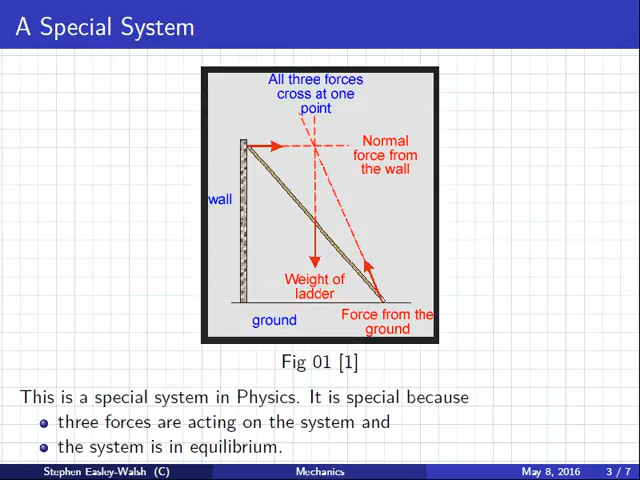 A Special System
All three forces
cross at one
point
Normal
force from
the wall
wall
Weight of
ladder
Force from the
ground
ground
Fig 01 [1]
This is a special system in Physics. It is special because
three forces are acting on the system and
the system is in equilibrium.
Stephen Easley-Walsh (C) Mechanics May 8, 2016 3 / 7